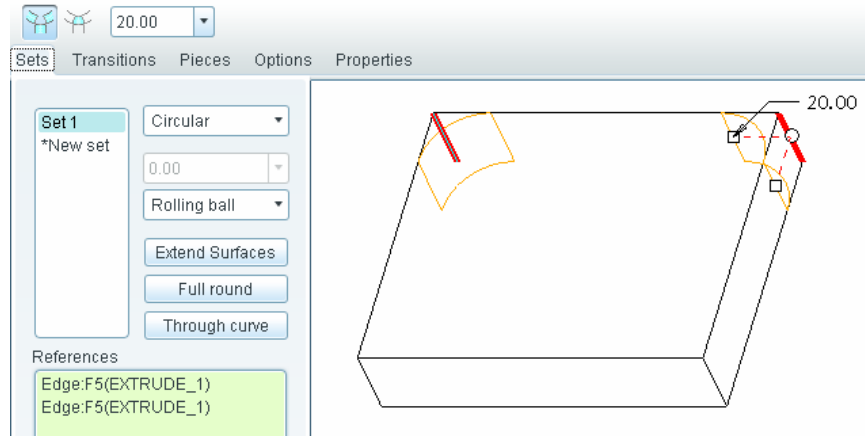 20.00
Sets Transitions Pieces Options Properties
Set 1
*New set
Circular
0.00
Rolling ball
Extend Surfaces
Full round
Through curve
References
Edge:F5(EXTRUDE_1)
Edge:F5(EXTRUDE_1)
20.00